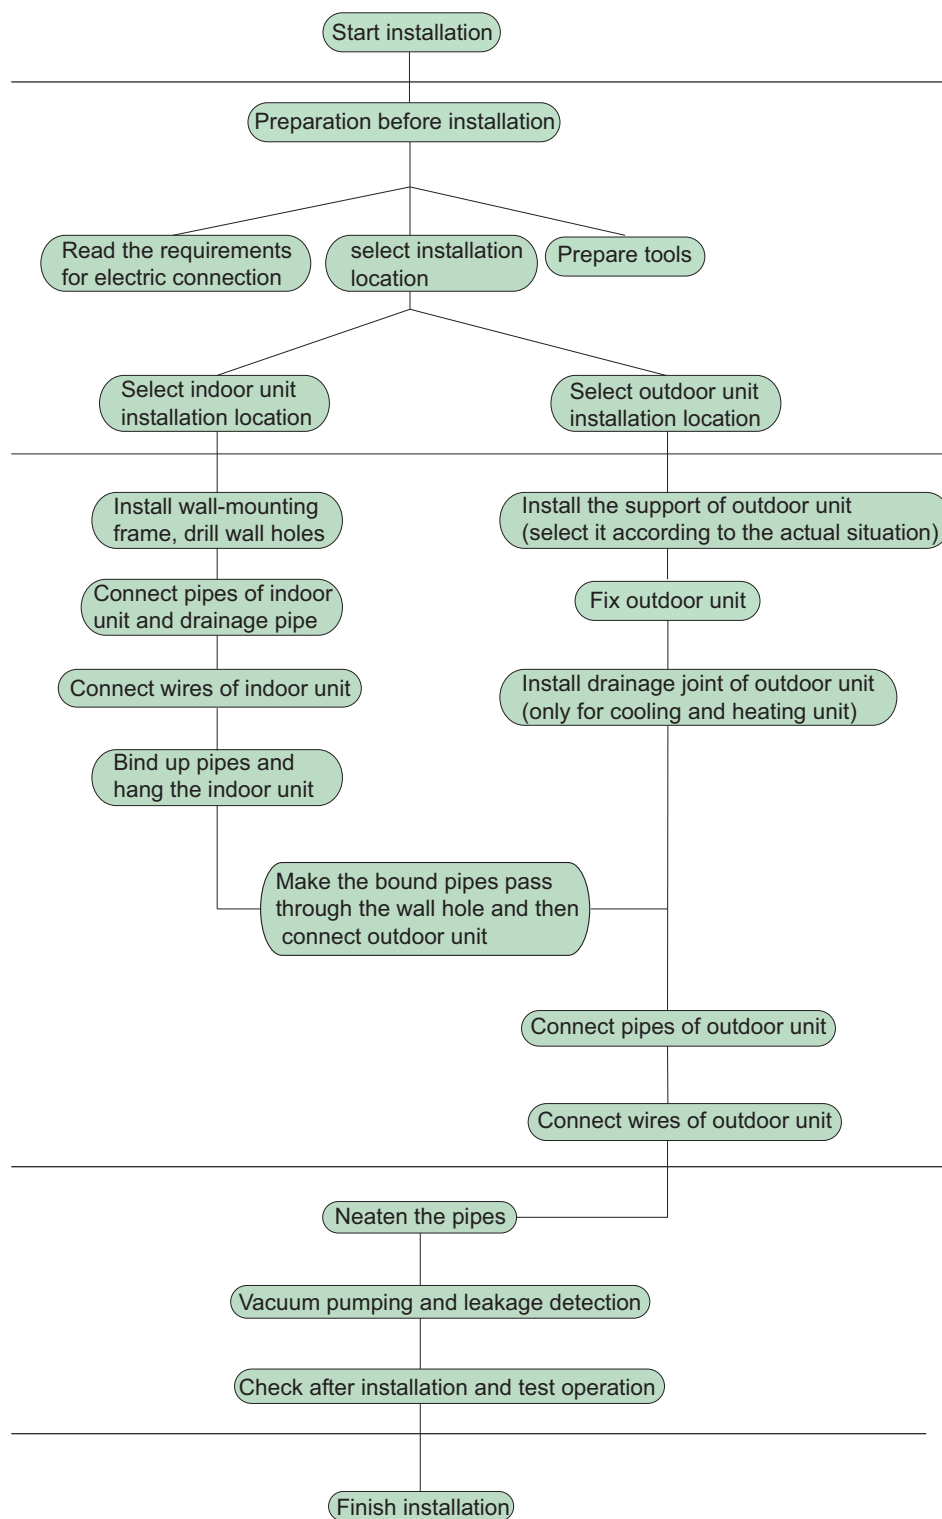 Start installation
Preparation before installation
Read the requirements
for electric connection
select installation
location
Prepare tools
Select indoor unit
installation location
Select outdoor unit
installation location
Install wall-mounting
frame, drill wall holes
Install the support of outdoor unit
(select it according to the actual situation)
Connect pipes of indoor
unit and drainage pipe
Fix outdoor unit
Connect wires of indoor unit
Install drainage joint of outdoor unit
(only for cooling and heating unit)
Bind up pipes and
hang the indoor unit
Make the bound pipes pass
through the wall hole and then
connect outdoor unit
Connect pipes of outdoor unit
Connect wires of outdoor unit
Neaten the pipes
Vacuum pumping and leakage detection
Check after installation and test operation
Finish installation